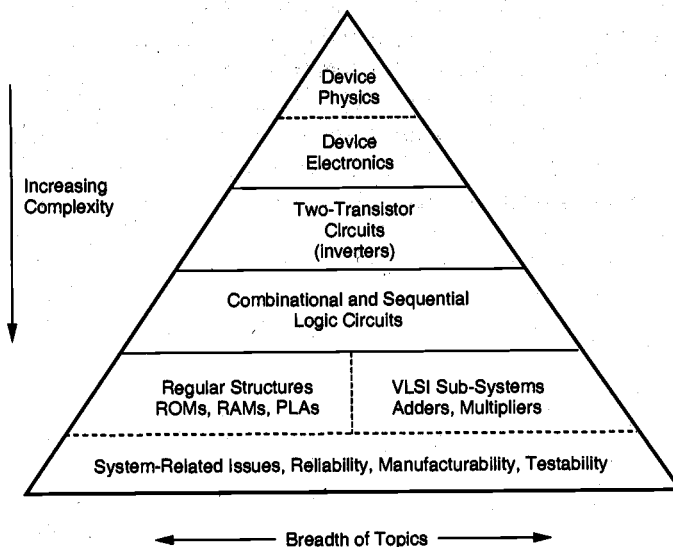 Device
Physics
Device
Electronics
Increasing
Complexity
Two-Transistor
Circuits
(inverters)
Combinational and Sequential
Logic Circuits
Regular Structures
ROMs, RAMs, PLAs
VLSI Sub-Systems
Adders, Multipliers
System-Related Issues, Reliability, Manufacturability, Testability
Breadth of Topics